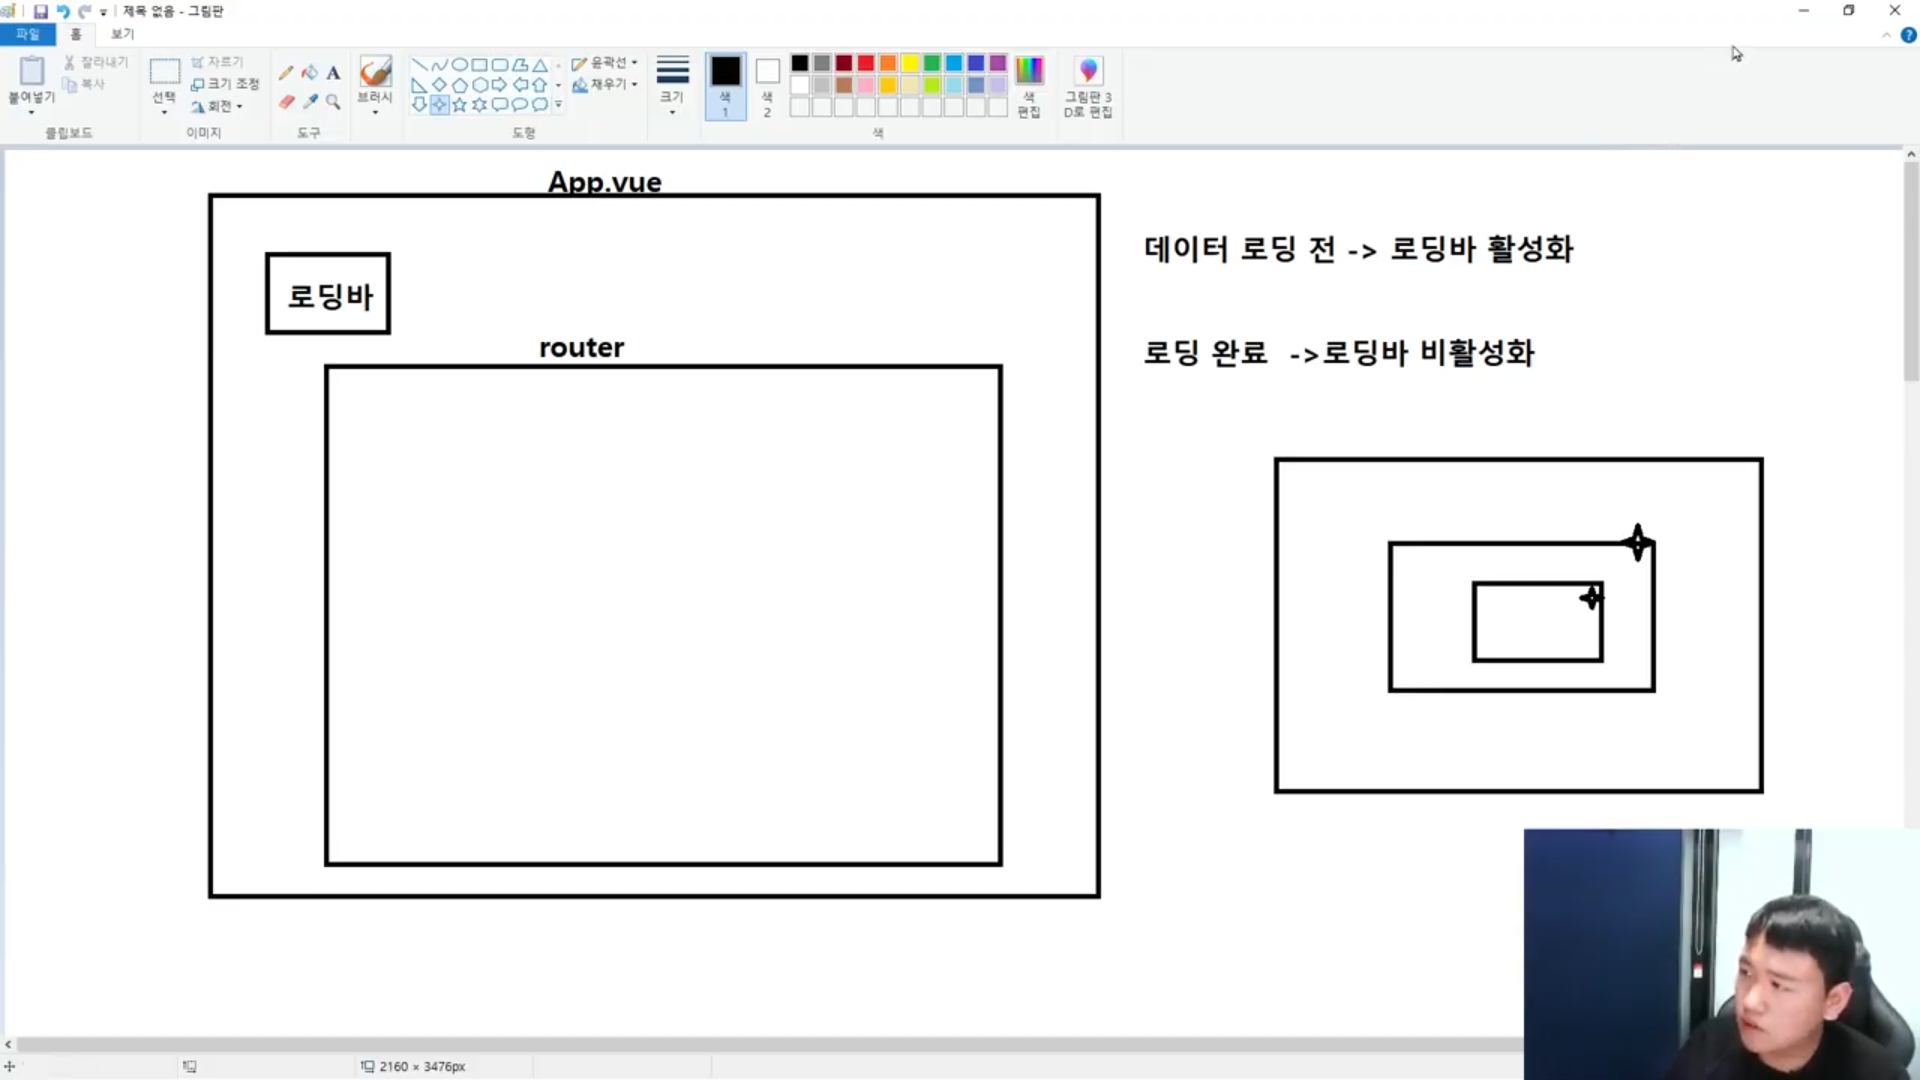 제목 없음 - 그림판
파일 홈 보기
붙여넣기
잘라내기
복사
클립보드
선택
자르기
크기 조정
회전
이미지
A
도구
브러시
도형
윤곽선
채우기
크기
색 1
색 2
색
색 편집
그림판 3D로 편집
App.vue
로딩바
router
데이터 로딩 전 -> 로딩바 활성화
로딩 완료 ->로딩바 비활성화
2160 × 3476px